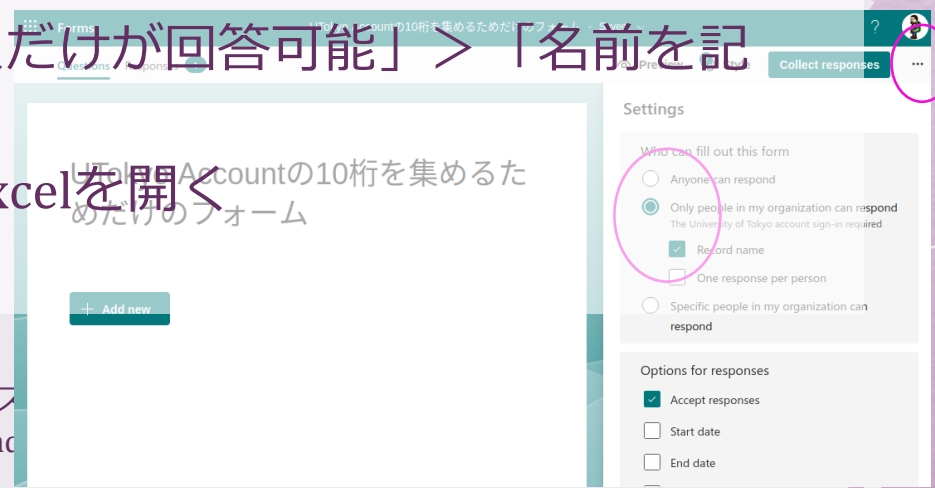 Forms
UTokyo Accountの10桁を集めるためだけのフォーム - Saved
?
だけが回答可能」＞「名前を記
Questions
Responses
Preview
Style
Collect responses
...
Settings
Who can fill out this form
Anyone can respond
Only people in my organization can respond
The University of Tokyo account sign-in required
Record name
One response per person
Specific people in my organization can
respond
UTokyo Accountの10桁を集めるた
めだけのフォーム
xcelを開く
+ Add new
Options for responses
Accept responses
Start date
End date